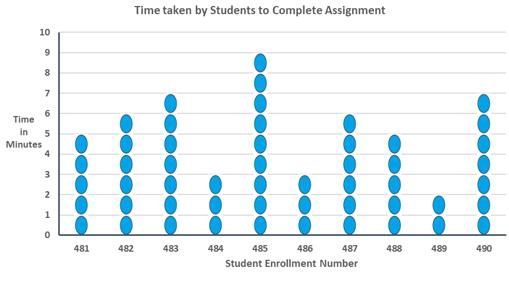 Time taken by Students to Complete Assignment
10
9
8
7
6
5
4
3
2
1
0
Time
in
Minutes
481 482 483 484 485 486 487 488 489 490
Student Enrollment Number